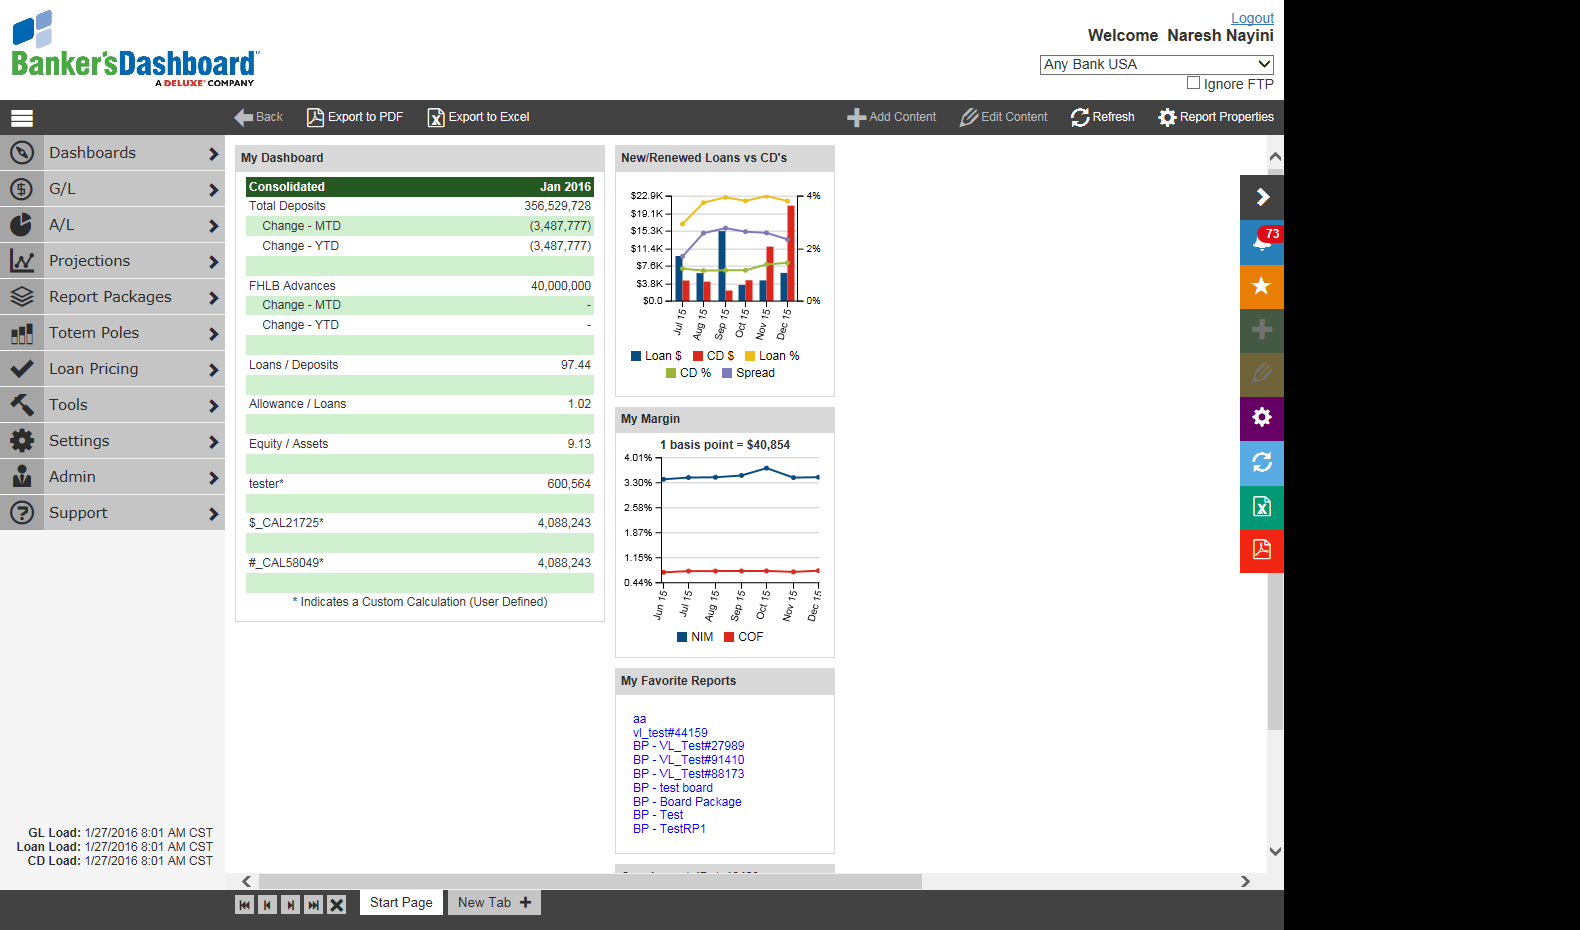 Logout
Welcome Naresh Nayini
Banker'sDashboard
A DELUXE COMPANY
Any Bank USA
Ignore FTP
Back
Export to PDF
Export to Excel
Add Content
Edit Content
Refresh
Report Properties
Dashboards
G/L
A/L
Projections
Report Packages
Totem Poles
Loan Pricing
Tools
Settings
Admin
Support
GL Load: 1/27/2016 8:01 AM CST
Loan Load: 1/27/2016 8:01 AM CST
CD Load: 1/27/2016 8:01 AM CST
My Dashboard
Consolidated Jan 2016
Total Deposits 356,529,728
Change - MTD (3,487,777)
Change - YTD (3,487,777)
FHLB Advances 40,000,000
Change - MTD -
Change - YTD -
Loans / Deposits 97.44
Allowance / Loans 1.02
Equity / Assets 9.13
tester* 600,564
$_CAL21725* 4,088,243
#_CAL58049* 4,088,243
* Indicates a Custom Calculation (User Defined)
New/Renewed Loans vs CD's
$22.9K 4%
$19.1K
$15.3K
$11.4K 2%
$7.6K
$3.8K
$0.0 0%
Jul 15 Aug 15 Sep 15 Oct 15 Nov 15 Dec 15
Loan $ CD $ Loan %
CD % Spread
My Margin
1 basis point = $40,854
4.01%
3.30%
2.58%
1.87%
1.15%
0.44%
Jun 15 Jul 15 Aug 15 Sep 15 Oct 15 Nov 15 Dec 15
NIM COF
My Favorite Reports
aa
vl_test#44159
BP - VL_Test#27989
BP - VL_Test#91410
BP - VL_Test#88173
BP - test board
BP - Board Package
BP - Test
BP - TestRP1
73
Start Page
New Tab